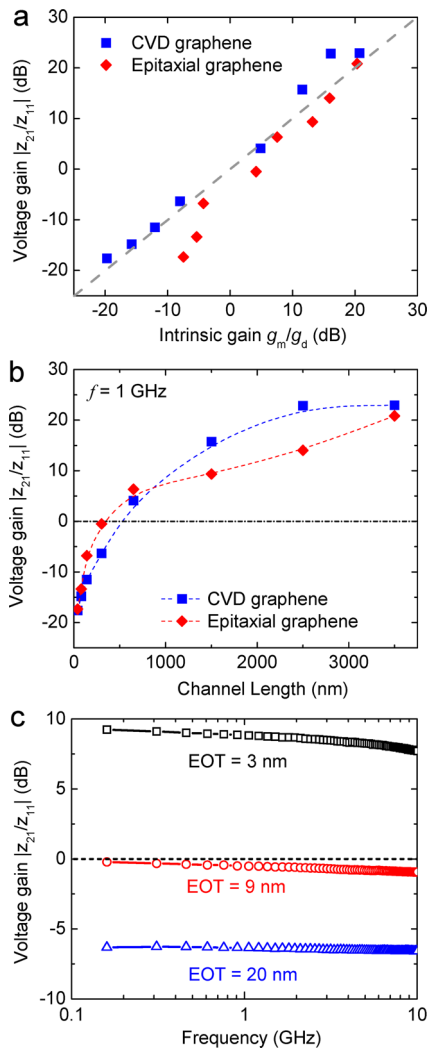 a
30
20
10
0
-10
-20
Voltage gain |z21/z11| (dB)
CVD graphene
Epitaxial graphene
-20 -10 0 10 20 30
Intrinsic gain gm/gd (dB)
b
30
20
10
0
-10
-20
Voltage gain |z21/z11| (dB)
f = 1 GHz
CVD graphene
Epitaxial graphene
0 1000 2000 3000
Channel Length (nm)
c
10
5
0
-5
-10
Voltage gain |z21/z11| (dB)
EOT = 3 nm
EOT = 9 nm
EOT = 20 nm
0.1 1 10
Frequency (GHz)